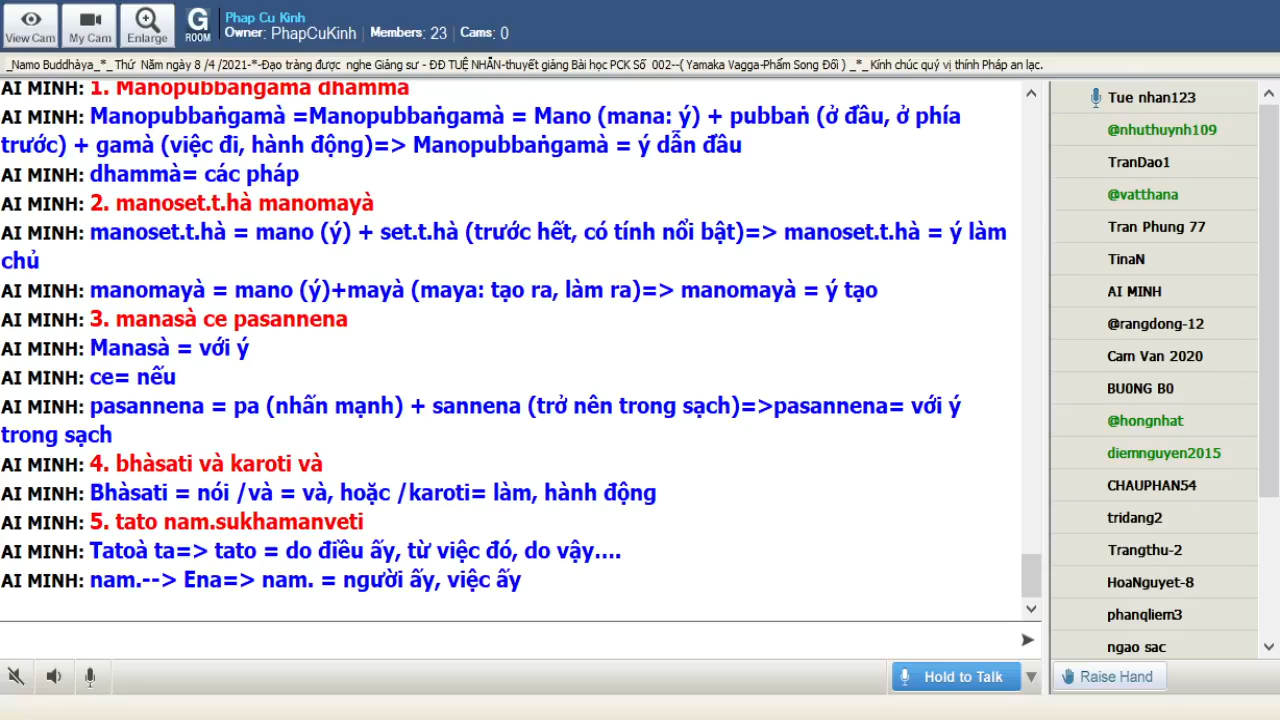 View Cam
My Cam
Enlarge
G
ROOM
Phap Cu Kinh
Owner: PhapCuKinh | Members: 23 | Cams: 0
_Namo Buddhàya_*_ Thứ Năm ngày 8 /4 /2021-*-Đạo tràng được nghe Giảng sư - ĐĐ TUỆ NHẪN-thuyết giảng Bài học PCK Số 002--( Yamaka Vagga-Phẩm Song Đối ) _*_ Kính chúc quý vị thính Pháp an lạc.
AI MINH: 1. Manopubbaṅgamà dhammà
AI MINH: Manopubbaṅgamà =Manopubbaṅgamà = Mano (mana: ý) + pubbaṅ (ở đầu, ở phía
trước) + gamà (việc đi, hành động)=> Manopubbaṅgamà = ý dẫn đầu
AI MINH: dhammà= các pháp
AI MINH: 2. manoset.t.hà manomayà
AI MINH: manoset.t.hà = mano (ý) + set.t.hà (trước hết, có tính nổi bật)=> manoset.t.hà = ý làm
chủ
AI MINH: manomayà = mano (ý)+mayà (maya: tạo ra, làm ra)=> manomayà = ý tạo
AI MINH: 3. manasà ce pasannena
AI MINH: Manasà = với ý
AI MINH: ce= nếu
AI MINH: pasannena = pa (nhấn mạnh) + sannena (trở nên trong sạch)=>pasannena= với ý
trong sạch
AI MINH: 4. bhàsati và karoti và
AI MINH: Bhàsati = nói /và = và, hoặc /karoti= làm, hành động
AI MINH: 5. tato nam.sukhamanveti
AI MINH: Tatoà ta=> tato = do điều ấy, từ việc đó, do vậy....
AI MINH: nam.--> Ena=> nam. = người ấy, việc ấy
Tue nhan123
@nhuthuynh109
TranDao1
@vatthana
Tran Phung 77
TinaN
AI MINH
@rangdong-12
Cam Van 2020
BU0NG B0
@hongnhat
diemnguyen2015
CHAUPHAN54
tridang2
Trangthu-2
HoaNguyet-8
phanqliem3
ngao sac
Hold to Talk
Raise Hand